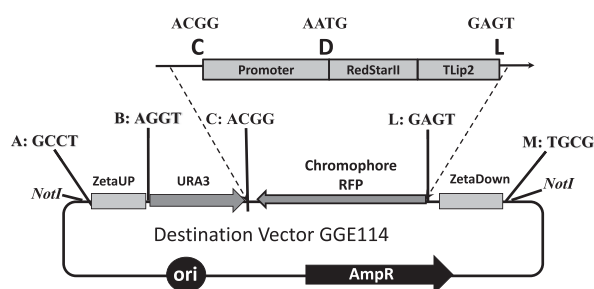 ACGG AATG GAGT
C D L
Promoter RedStarII TLip2
B: AGGT C: ACGG L: GAGT
A: GCCT M: TGCG
NotI ZetaUP URA3 Chromophore RFP ZetaDown NotI
Destination Vector GGE114
ori AmpR